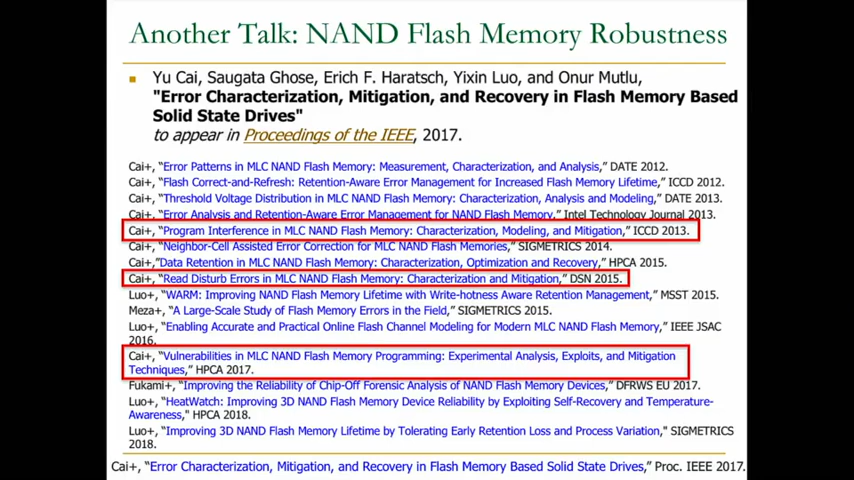 Another Talk: NAND Flash Memory Robustness
Yu Cai, Saugata Ghose, Erich F. Haratsch, Yixin Luo, and Onur Mutlu,
"Error Characterization, Mitigation, and Recovery in Flash Memory Based
Solid State Drives"
to appear in Proceedings of the IEEE, 2017.
Cai+, “Error Patterns in MLC NAND Flash Memory: Measurement, Characterization, and Analysis,” DATE 2012.
Cai+, “Flash Correct-and-Refresh: Retention-Aware Error Management for Increased Flash Memory Lifetime,” ICCD 2012.
Cai+, “Threshold Voltage Distribution in MLC NAND Flash Memory: Characterization, Analysis and Modeling,” DATE 2013.
Cai+, “Error Analysis and Retention-Aware Error Management for NAND Flash Memory,” Intel Technology Journal 2013.
Cai+, “Program Interference in MLC NAND Flash Memory: Characterization, Modeling, and Mitigation,” ICCD 2013.
Cai+, “Neighbor-Cell Assisted Error Correction for MLC NAND Flash Memories,” SIGMETRICS 2014.
Cai+,“Data Retention in MLC NAND Flash Memory: Characterization, Optimization and Recovery,” HPCA 2015.
Cai+, “Read Disturb Errors in MLC NAND Flash Memory: Characterization and Mitigation,” DSN 2015.
Luo+, “WARM: Improving NAND Flash Memory Lifetime with Write-hotness Aware Retention Management,” MSST 2015.
Meza+, “A Large-Scale Study of Flash Memory Errors in the Field,” SIGMETRICS 2015.
Luo+, “Enabling Accurate and Practical Online Flash Channel Modeling for Modern MLC NAND Flash Memory,” IEEE JSAC
2016.
Cai+, “Vulnerabilities in MLC NAND Flash Memory Programming: Experimental Analysis, Exploits, and Mitigation
Techniques,” HPCA 2017.
Fukami+, “Improving the Reliability of Chip-Off Forensic Analysis of NAND Flash Memory Devices,” DFRWS EU 2017.
Luo+, “HeatWatch: Improving 3D NAND Flash Memory Device Reliability by Exploiting Self-Recovery and Temperature-
Awareness," HPCA 2018.
Luo+, “Improving 3D NAND Flash Memory Lifetime by Tolerating Early Retention Loss and Process Variation," SIGMETRICS
2018.
Cai+, “Error Characterization, Mitigation, and Recovery in Flash Memory Based Solid State Drives,” Proc. IEEE 2017.